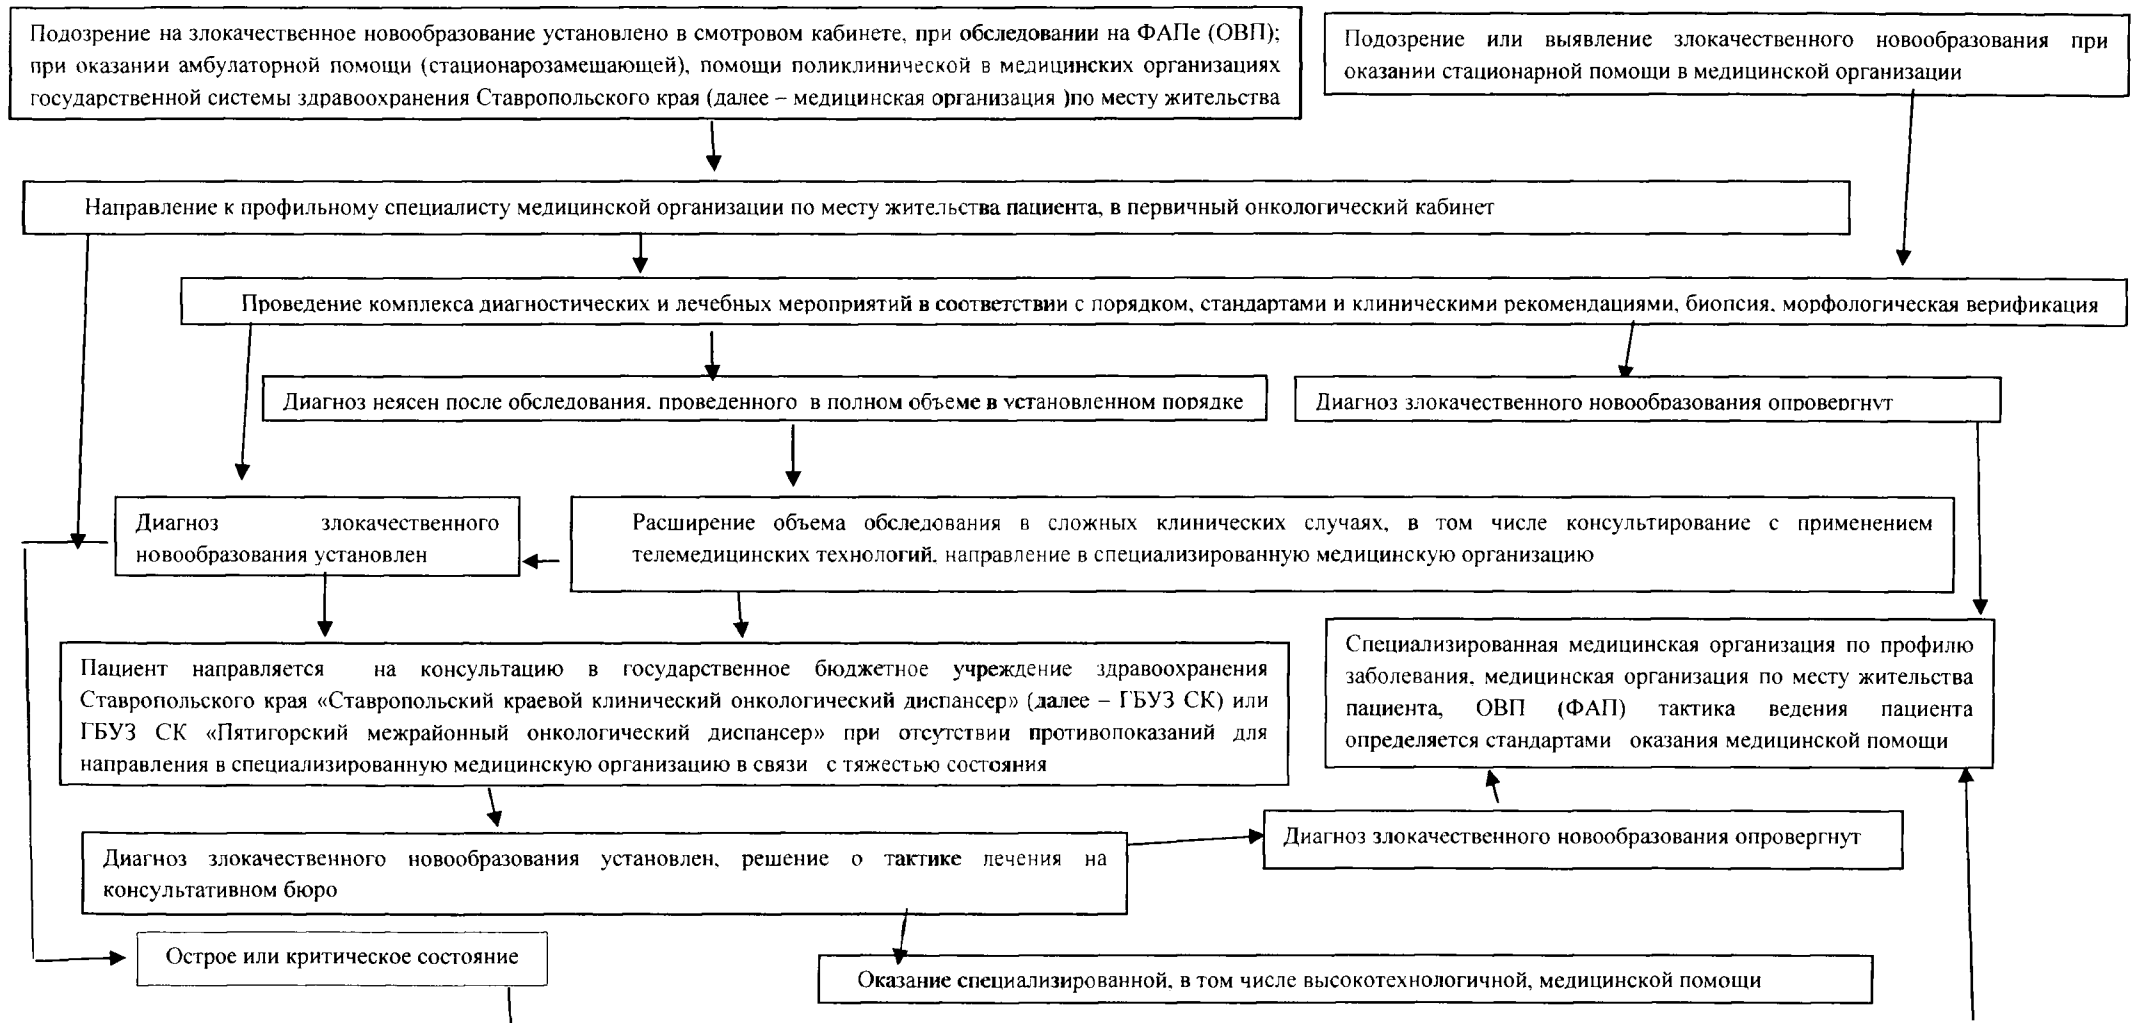 Подозрение на злокачественное новообразование установлено в смотровом кабинете, при обследовании на ФАПе (ОВП);
при оказании амбулаторной помощи (стационарозамещающей), помощи поликлинической в медицинских организациях
государственной системы здравоохранения Ставропольского края (далее – медицинская организация )по месту жительства
Подозрение или выявление злокачественного новообразования при
оказании стационарной помощи в медицинской организации
Направление к профильному специалисту медицинской организации по месту жительства пациента, в первичный онкологический кабинет
Проведение комплекса диагностических и лечебных мероприятий в соответствии с порядком, стандартами и клиническими рекомендациями, биопсия, морфологическая верификация
Диагноз неясен после обследования, проведенного в полном объеме в установленном порядке
Диагноз злокачественного новообразования опровергнут
Диагноз злокачественного
новообразования установлен
Расширение объема обследования в сложных клинических случаях, в том числе консультирование с применением
телемедицинских технологий, направление в специализированную медицинскую организацию
Пациент направляется на консультацию в государственное бюджетное учреждение здравоохранения
Ставропольского края «Ставропольский краевой клинический онкологический диспансер» (далее – ГБУЗ СК) или
ГБУЗ СК «Пятигорский межрайонный онкологический диспансер» при отсутствии противопоказаний для
направления в специализированную медицинскую организацию в связи с тяжестью состояния
Специализированная медицинская организация по профилю
заболевания, медицинская организация по месту жительства
пациента, ОВП (ФАП) тактика ведения пациента
определяется стандартами оказания медицинской помощи
Диагноз злокачественного новообразования установлен, решение о тактике лечения на
консультативном бюро
Диагноз злокачественного новообразования опровергнут
Острое или критическое состояние
Оказание специализированной, в том числе высокотехнологичной, медицинской помощи